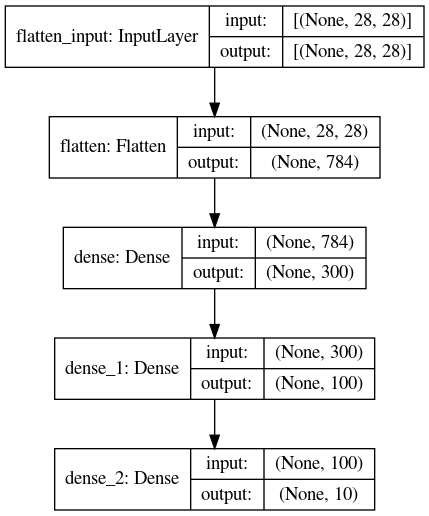 flatten_input: InputLayer
input: [(None, 28, 28)]
output: [(None, 28, 28)]
flatten: Flatten
input: (None, 28, 28)
output: (None, 784)
dense: Dense
input: (None, 784)
output: (None, 300)
dense_1: Dense
input: (None, 300)
output: (None, 100)
dense_2: Dense
input: (None, 100)
output: (None, 10)